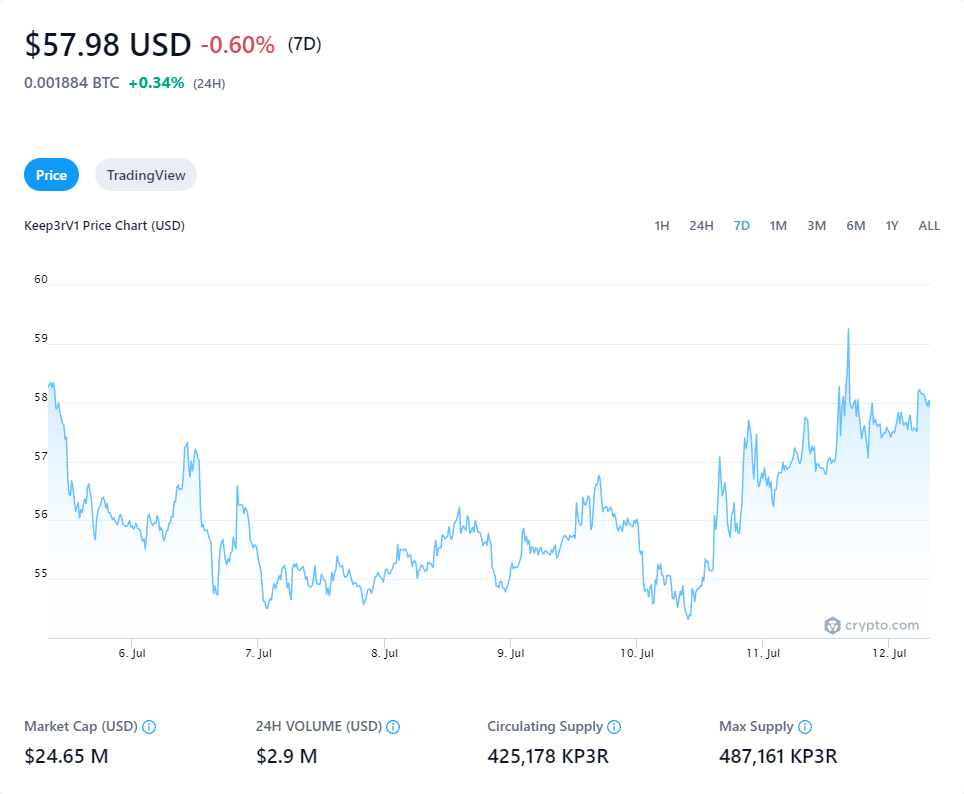 $57.98 USD -0.60% (7D)
0.001884 BTC +0.34% (24H)
Price TradingView
Keep3rV1 Price Chart (USD) 1H 24H 7D 1M 3M 6M 1Y ALL
60
59
58
57
56
55
crypto.com
6. Jul 7. Jul 8. Jul 9. Jul 10. Jul 11. Jul 12. Jul
Market Cap (USD) 24H VOLUME (USD) Circulating Supply Max Supply
$24.65 M $2.9 M 425,178 KP3R 487,161 KP3R